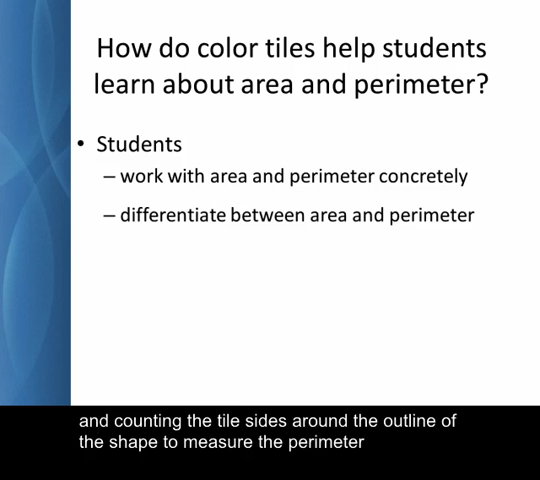 How do color tiles help students
learn about area and perimeter?
• Students
– work with area and perimeter concretely
– differentiate between area and perimeter
and counting the tile sides around the outline of
the shape to measure the perimeter